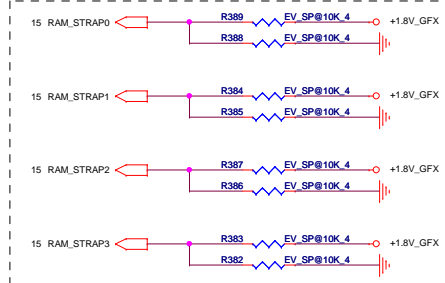 R389 EV_SP@10K_4
15 RAM_STRAP0 +1.8V_GFX
R388 EV_SP@10K_4
R384 EV_SP@10K_4
15 RAM_STRAP1 +1.8V_GFX
R385 EV_SP@10K_4
R387 EV_SP@10K_4
15 RAM_STRAP2 +1.8V_GFX
R386 EV_SP@10K_4
R383 EV_SP@10K_4
15 RAM_STRAP3 +1.8V_GFX
R382 EV_SP@10K_4